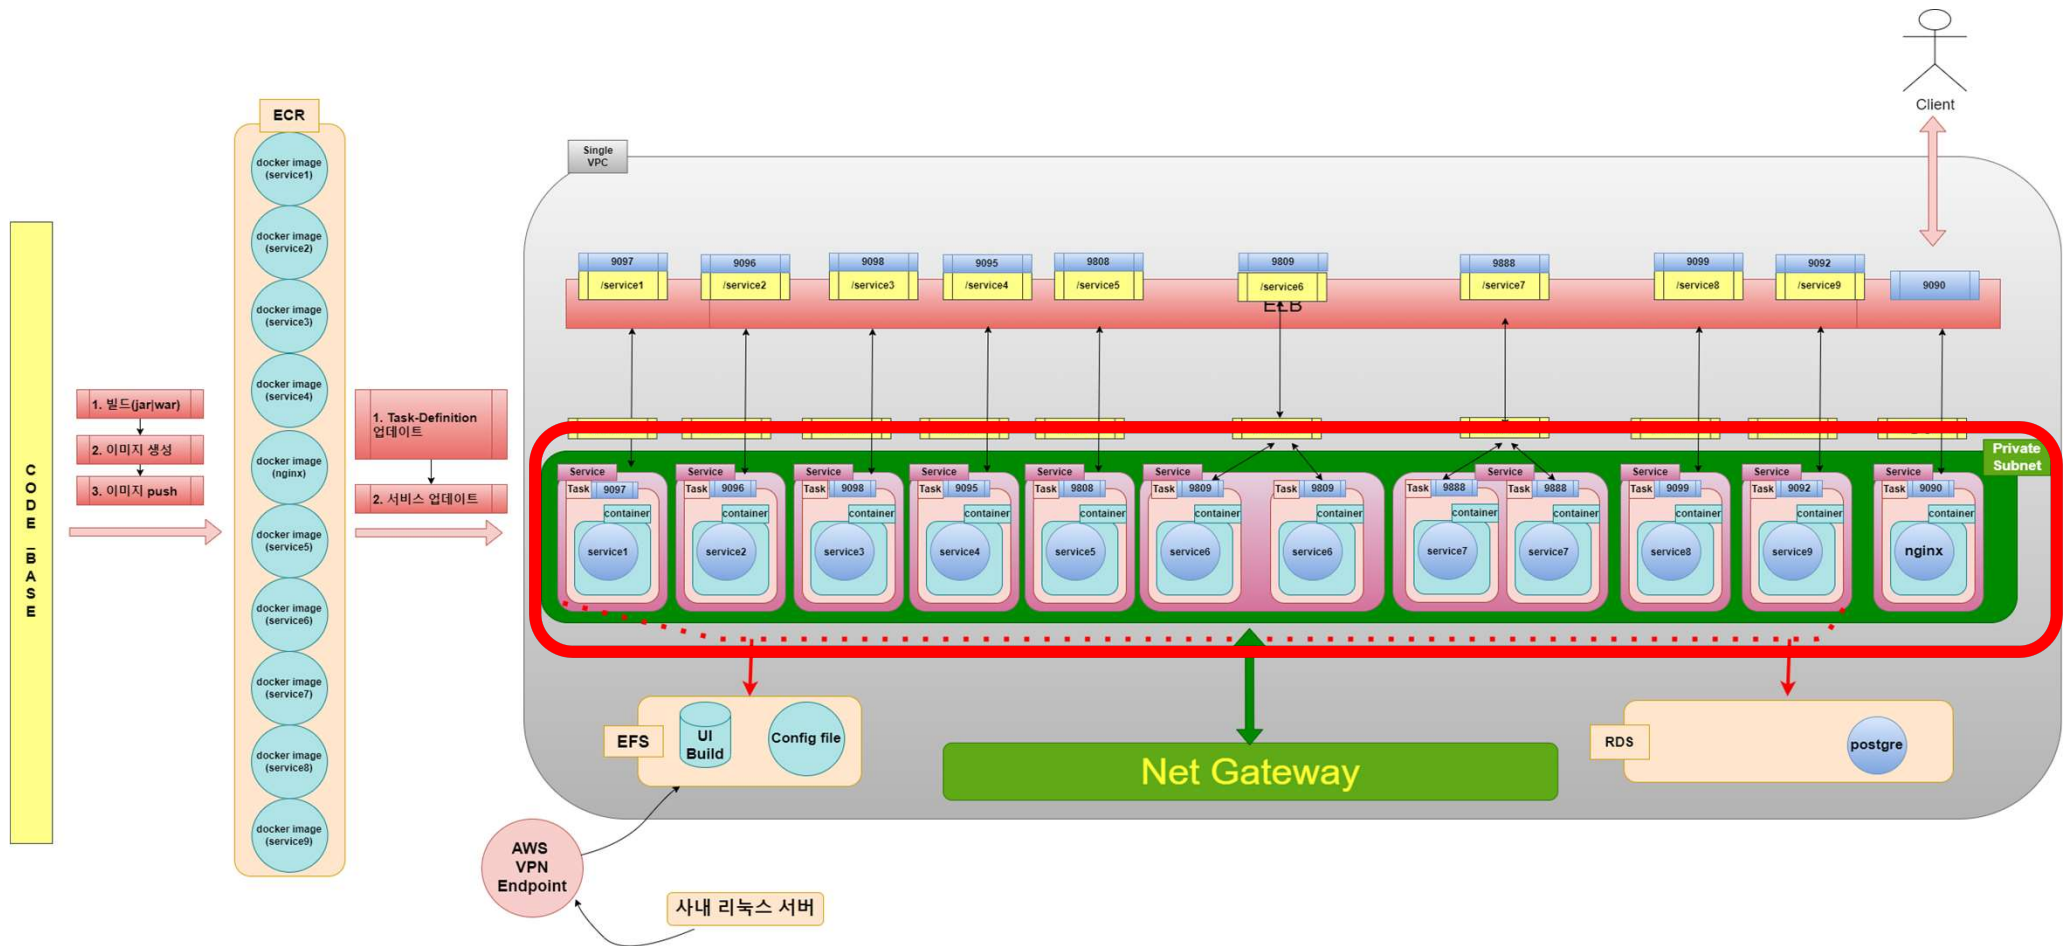 Client
ECR
docker image
(service1)
docker image
(service2)
docker image
(service3)
docker image
(service4)
docker image
(nginx)
docker image
(service5)
docker image
(service6)
docker image
(service7)
docker image
(service8)
docker image
(service9)
CODE_BASE
1. 빌드(jar|war)
2. 이미지 생성
3. 이미지 push
1. Task-Definition
업데이트
2. 서비스 업데이트
Single
VPC
9097
/service1
9096
/service2
9098
/service3
9095
/service4
9808
/service5
9809
/service6
9888
/service7
9099
/service8
9092
/service9
9090
ELB
Private
Subnet
Service
Task
9097
container
service1
Service
Task
9096
container
service2
Service
Task
9098
container
service3
Service
Task
9095
container
service4
Service
Task
9808
container
service5
Service
Task
9809
container
service6
Task
9809
container
service6
Service
Task
9888
container
service7
Task
9888
container
service7
Service
Task
9099
container
service8
Service
Task
9092
container
service9
Service
Task
9090
container
nginx
EFS
UI
Build
Config file
Net Gateway
RDS
postgre
AWS
VPN
Endpoint
사내 리눅스 서버